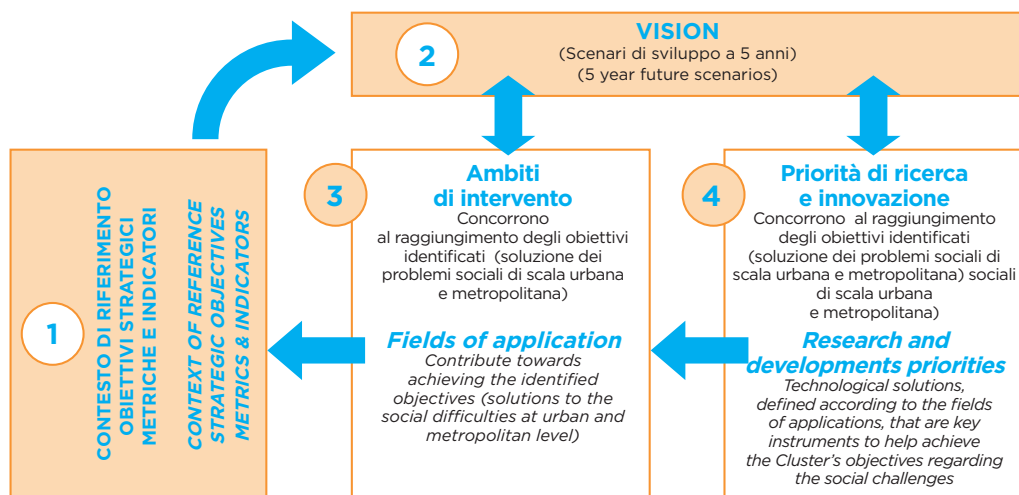 2
VISION
(Scenari di sviluppo a 5 anni)
(5 year future scenarios)
1
CONTESTO DI RIFERIMENTO
OBIETTIVI STRATEGICI
METRICHE E INDICATORI
CONTEXT OF REFERENCE
STRATEGIC OBJECTIVES
METRICS & INDICATORS
3
Ambiti
di intervento
Concorrono
al raggiungimento degli obiettivi
identificati (soluzione dei
problemi sociali di scala urbana
e metropolitana)
Fields of application
Contribute towards
achieving the identified
objectives (solutions to the
social difficulties at urban and
metropolitan level)
4
Priorità di ricerca
e innovazione
Concorrono al raggiungimento
degli obiettivi identificati
(soluzione dei problemi sociali di
scala urbana e metropolitana) sociali
di scala urbana
e metropolitana)
Research and
developments priorities
Technological solutions,
defined according to the fields
of applications, that are key
instruments to help achieve
the Cluster's objectives regarding
the social challenges